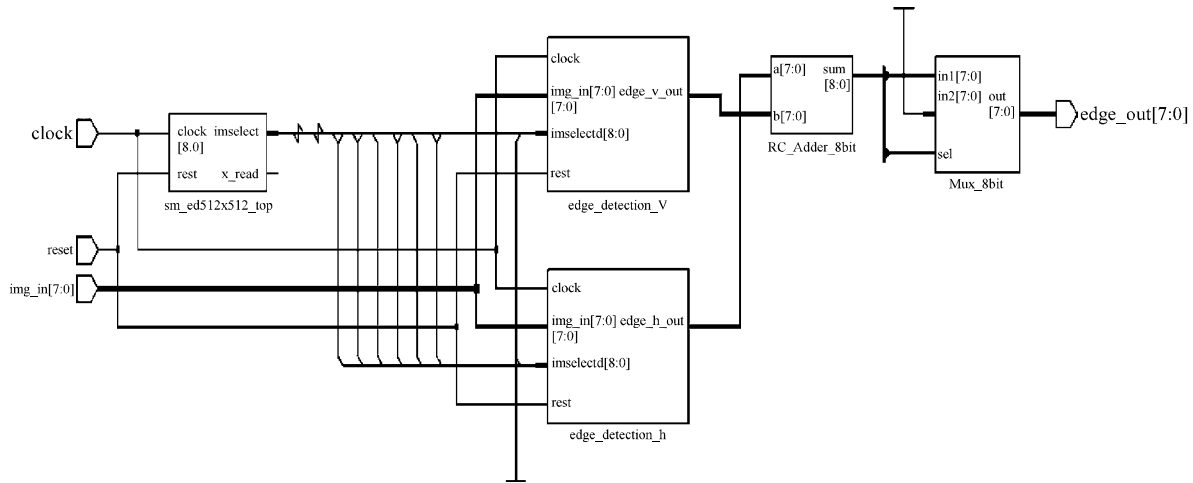 clock
reset
img_in[7:0]
clock imselect
[8.0]
rest x_read
sm_ed512x512_top
clock
img_in[7:0] edge_v_out
[7:0]
imselectd[8:0]
rest
edge_detection_V
clock
img_in[7:0] edge_h_out
[7:0]
imselectd[8:0]
rest
edge_detection_h
a[7:0] sum
[8:0]
b[7:0]
RC_Adder_8bit
in1[7:0]
in2[7:0] out
[7:0]
sel
Mux_8bit
edge_out[7:0]